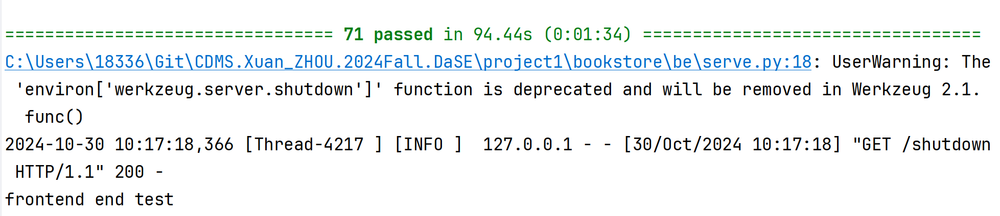 ================================= 71 passed in 94.44s (0:01:34) ==================================
C:\Users\18336\Git\CDMS.Xuan_ZHOU.2024Fall.DaSE\project1\bookstore\be\serve.py:18: UserWarning: The
 'environ['werkzeug.server.shutdown']' function is deprecated and will be removed in Werkzeug 2.1.
  func()
2024-10-30 10:17:18,366 [Thread-4217 ] [INFO ]  127.0.0.1 - - [30/Oct/2024 10:17:18] "GET /shutdown
 HTTP/1.1" 200 -
frontend end test